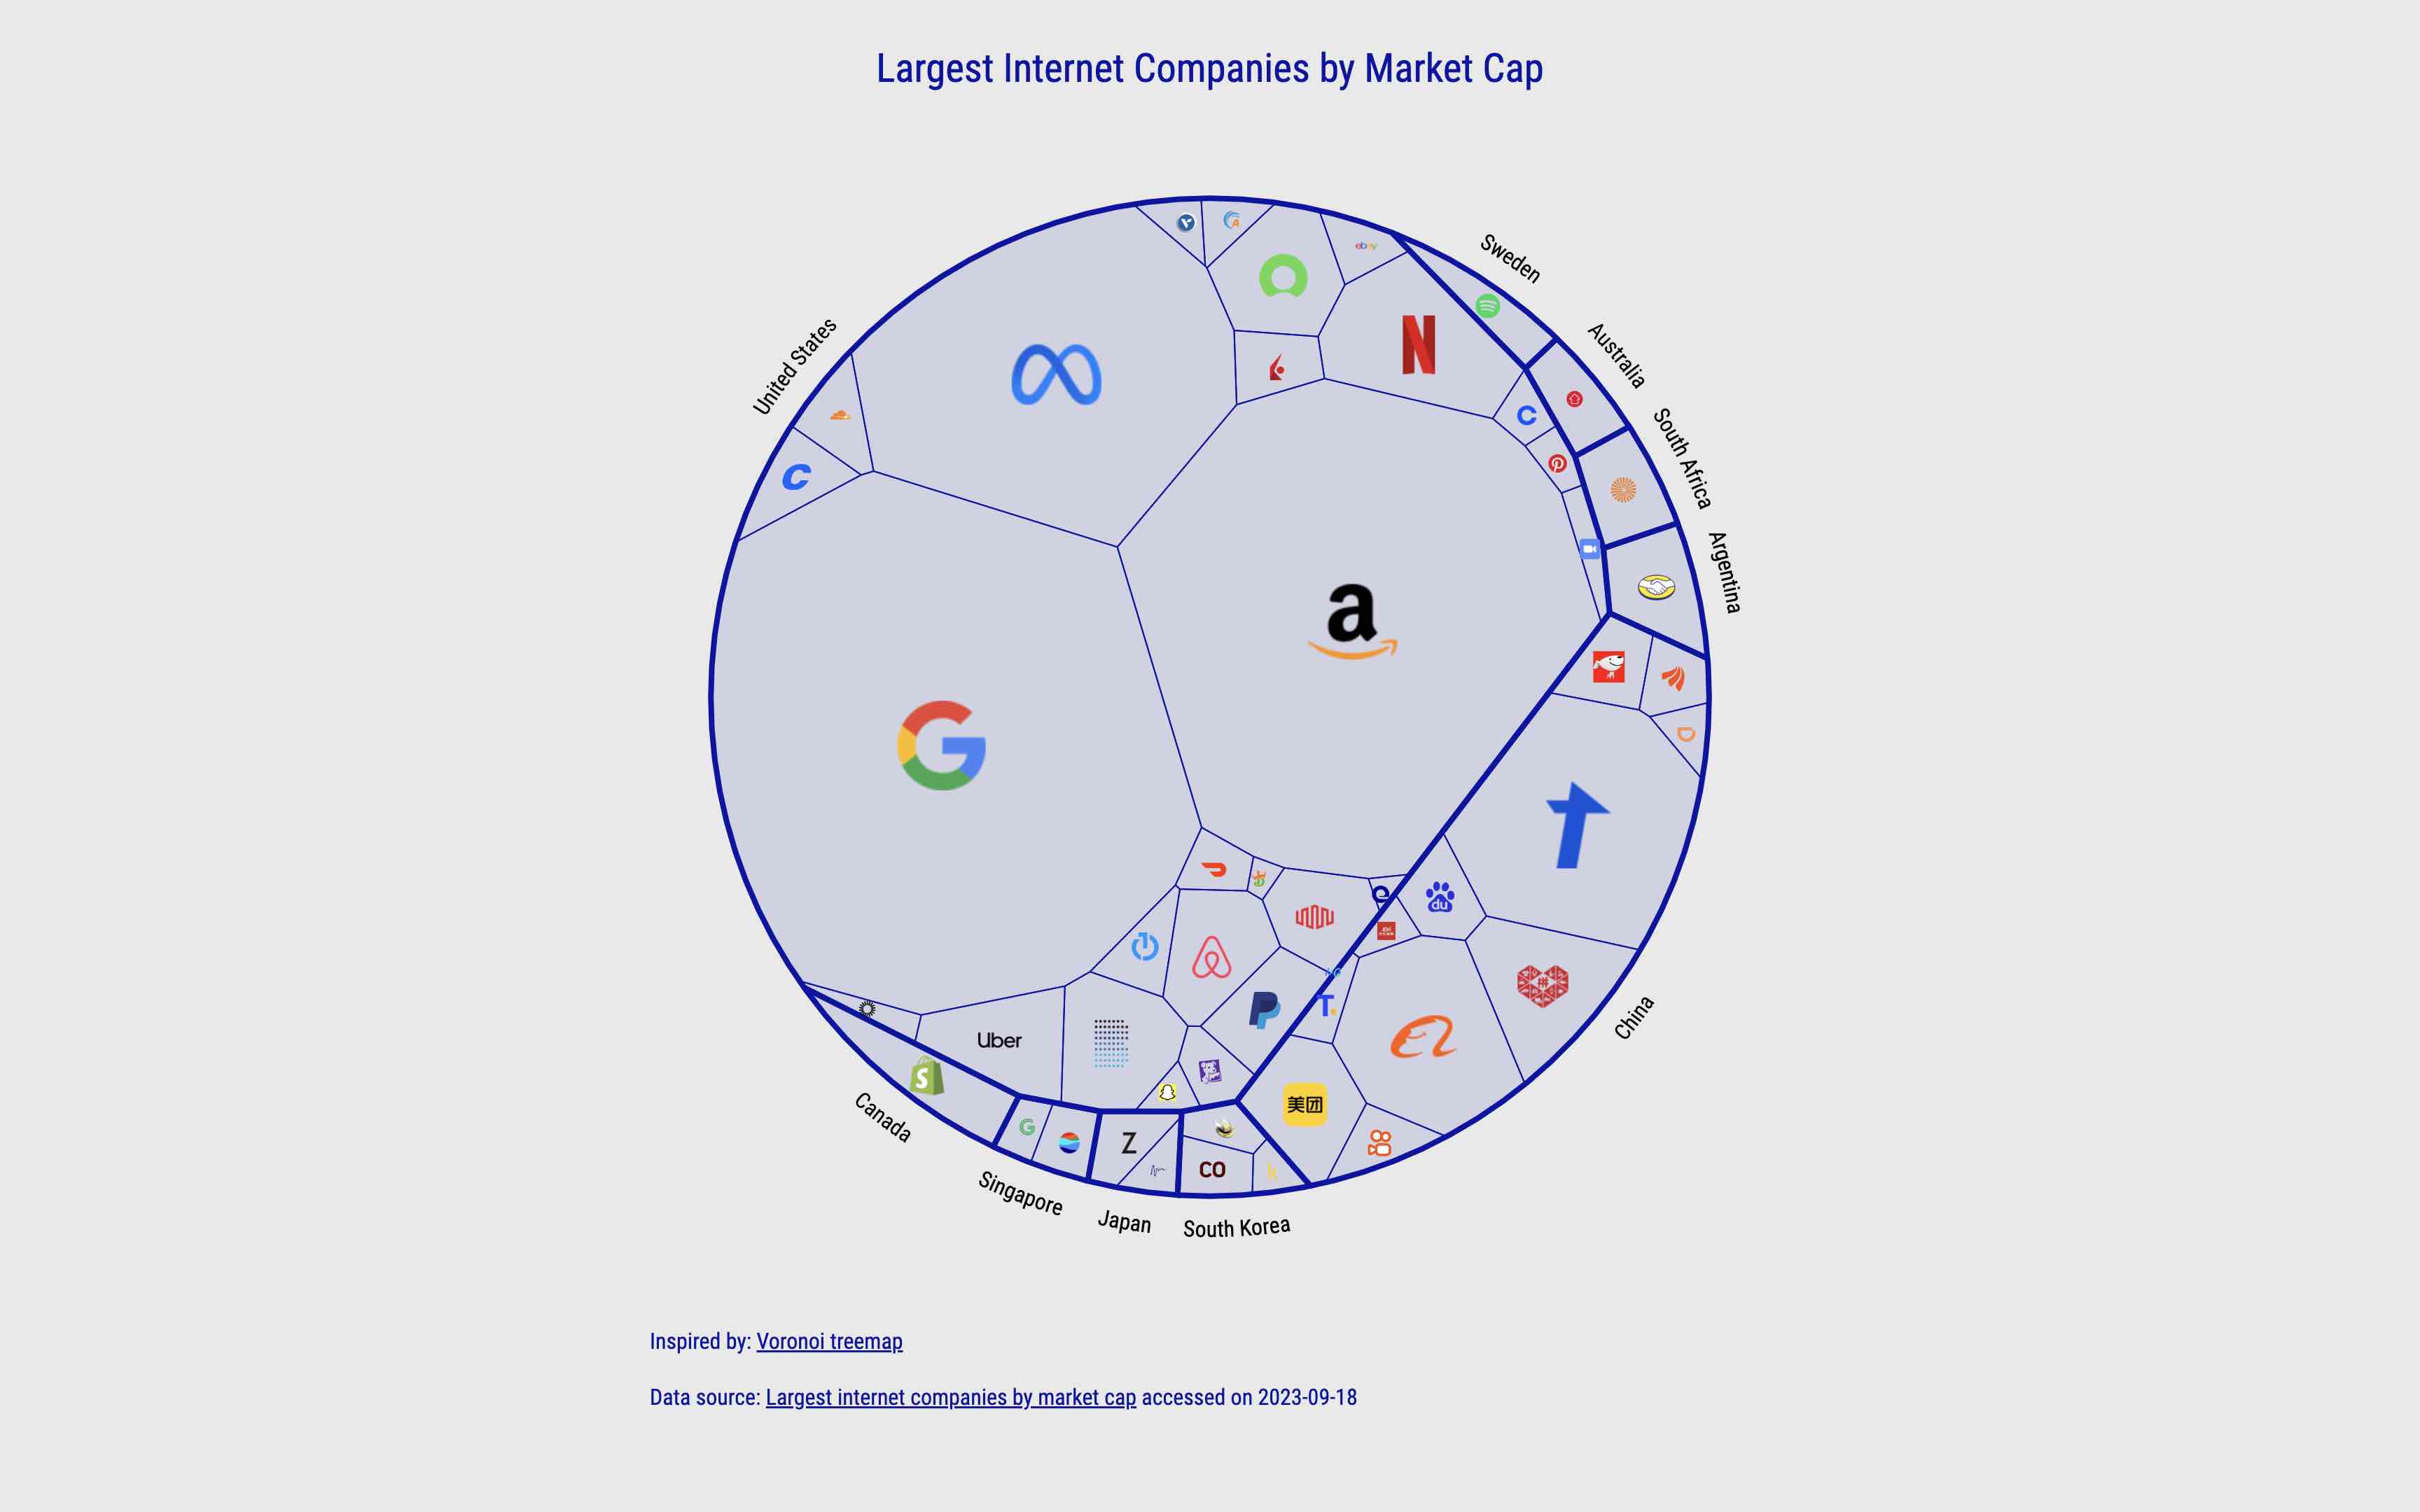 Largest Internet Companies by Market Cap
Sweden
ebay
Australia
United States
South Africa
Argentina
du
Uber
China
Canada
美团
Z
co
k
Singapore
Japan
South Korea
Inspired by: Voronoi treemap
Data source: Largest internet companies by market cap accessed on 2023-09-18